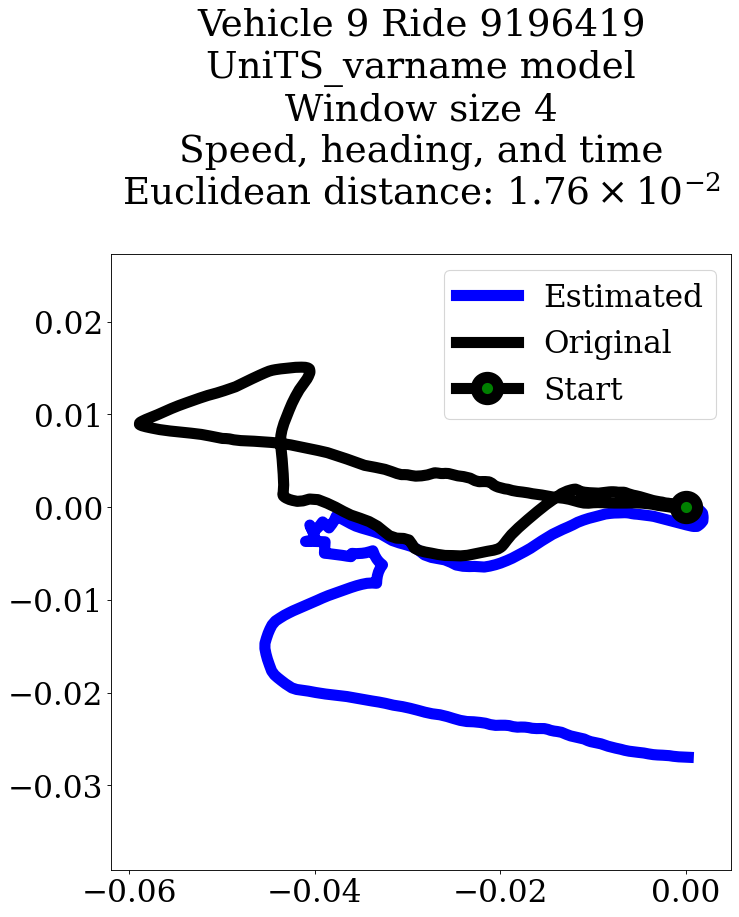 Vehicle 9 Ride 9196419
UniTS_varname model
Window size 4
Speed, heading, and time
Euclidean distance: 1.76 × 10⁻²
Estimated
Original
Start
0.02
0.01
0.00
−0.01
−0.02
−0.03
−0.06
−0.04
−0.02
0.00